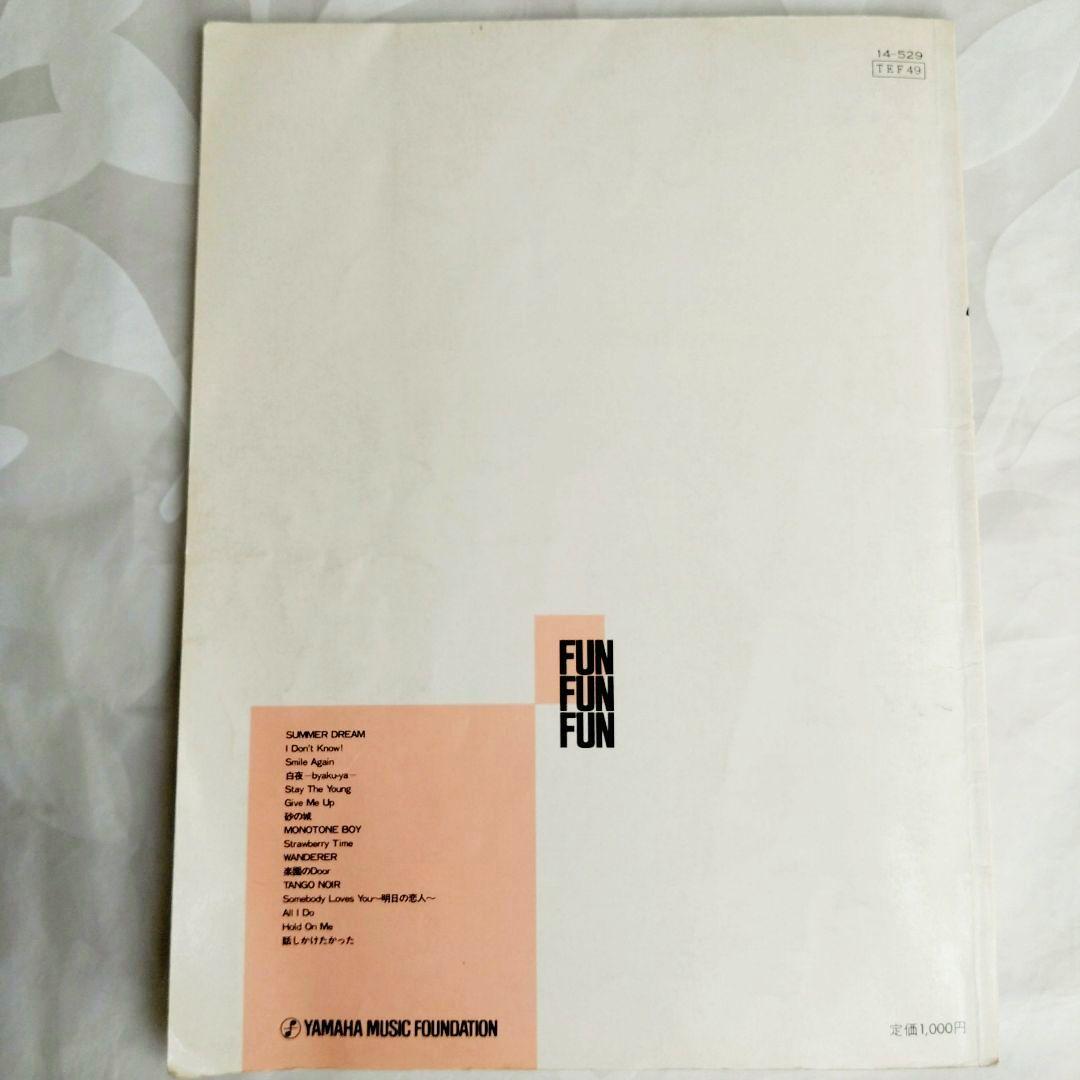 14-529
TEF49
FUN
FUN
FUN
SUMMER DREAM
I Don't Know!
Smile Again
白夜—byaku-ya—
Stay The Young
Give Me Up
砂の城
MONOTONE BOY
Strawberry Time
WANDERER
楽園のDoor
TANGO NOIR
Somebody Loves You〜明日の恋人〜
All I Do
Hold On Me
話しかけたかった
YAMAHA MUSIC FOUNDATION
定価1,000円